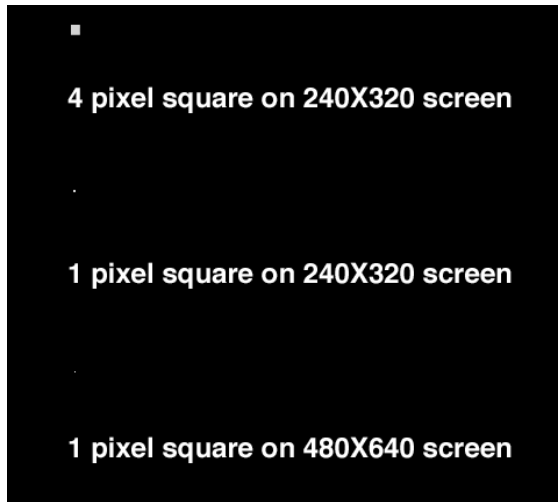 4 pixel square on 240X320 screen
1 pixel square on 240X320 screen
1 pixel square on 480X640 screen